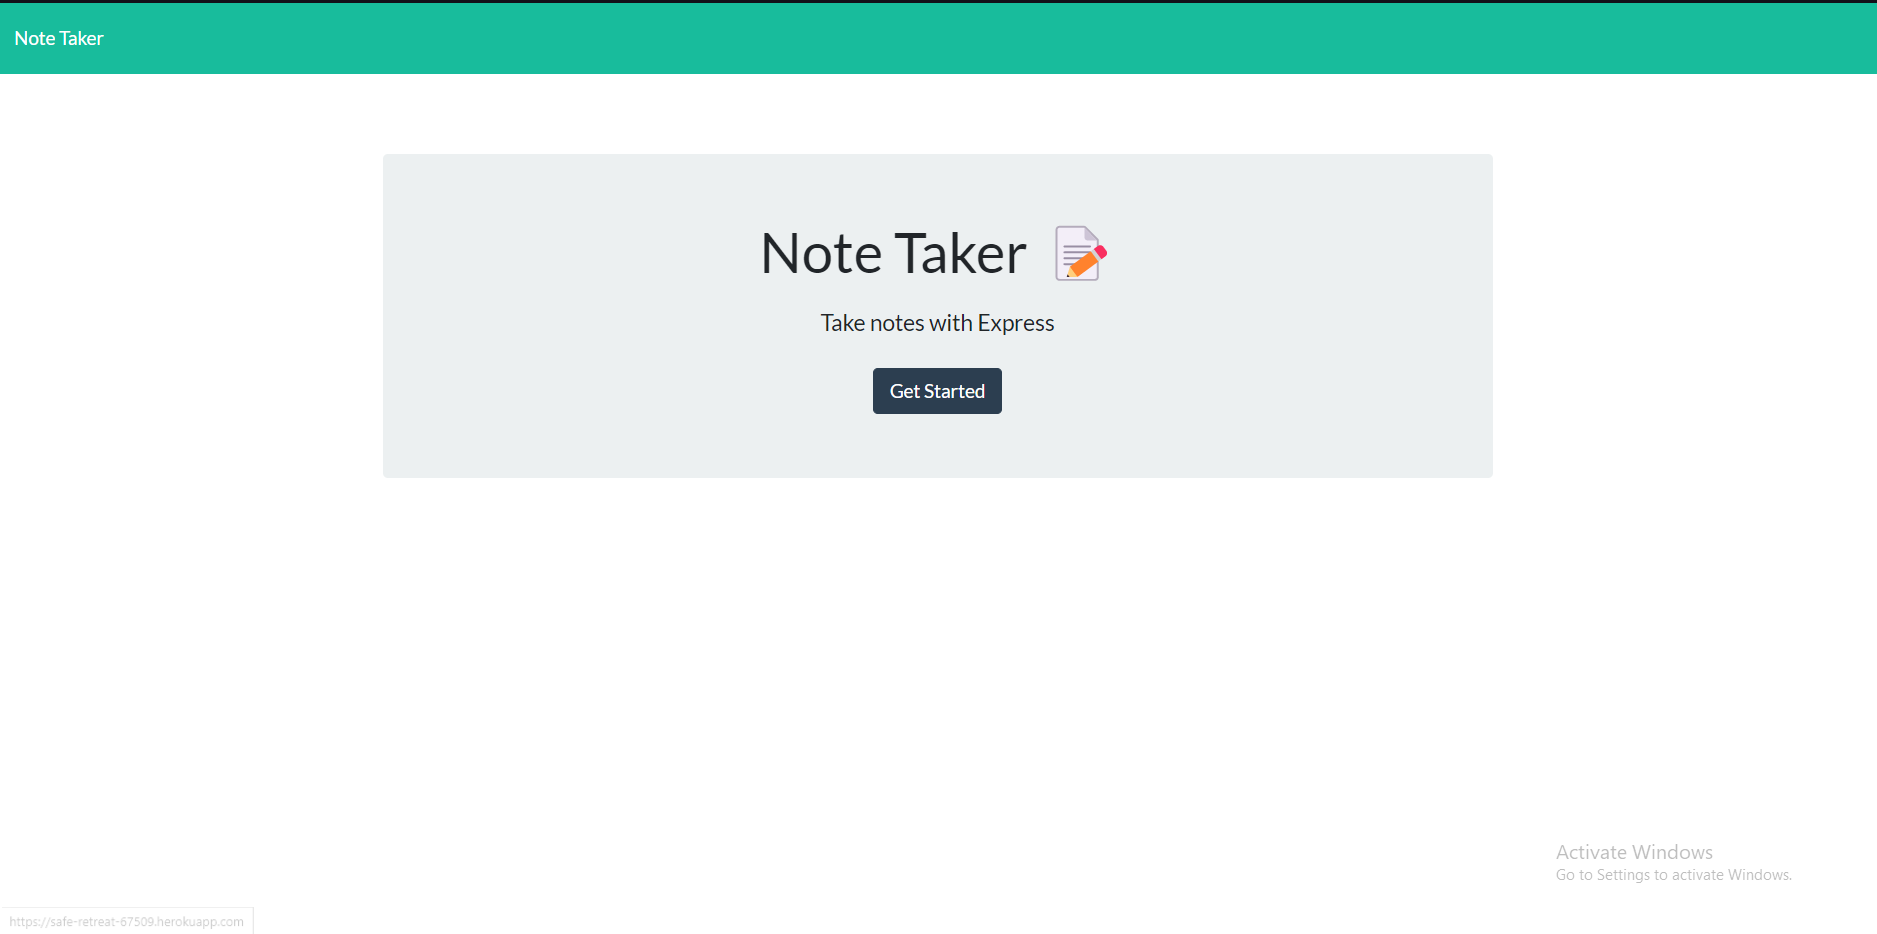 Note Taker
Note Taker
Take notes with Express
Get Started
Activate Windows
Go to Settings to activate Windows.
https://safe-retreat-67509.herokuapp.com